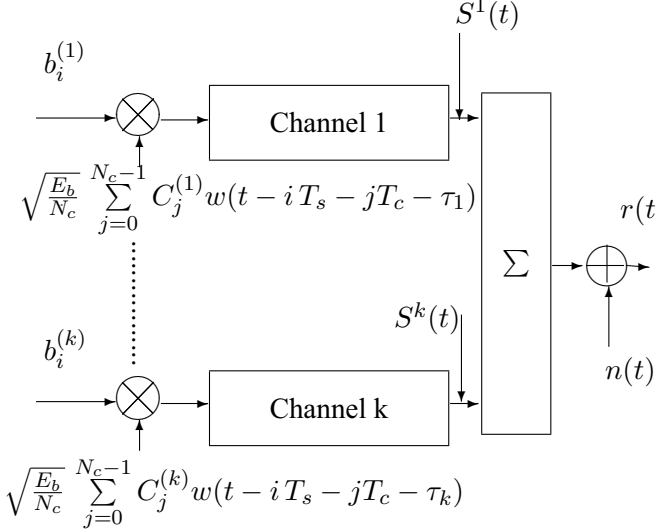 S^1(t)
b_i^{(1)}
Channel 1
\sqrt{\frac{E_b}{N_c}} \sum_{j=0}^{N_c-1} C_j^{(1)} w(t - i T_s - jT_c - \tau_1)
r(t
Σ
S^k(t)
b_i^{(k)}
n(t)
Channel k
\sqrt{\frac{E_b}{N_c}} \sum_{j=0}^{N_c-1} C_j^{(k)} w(t - i T_s - jT_c - \tau_k)